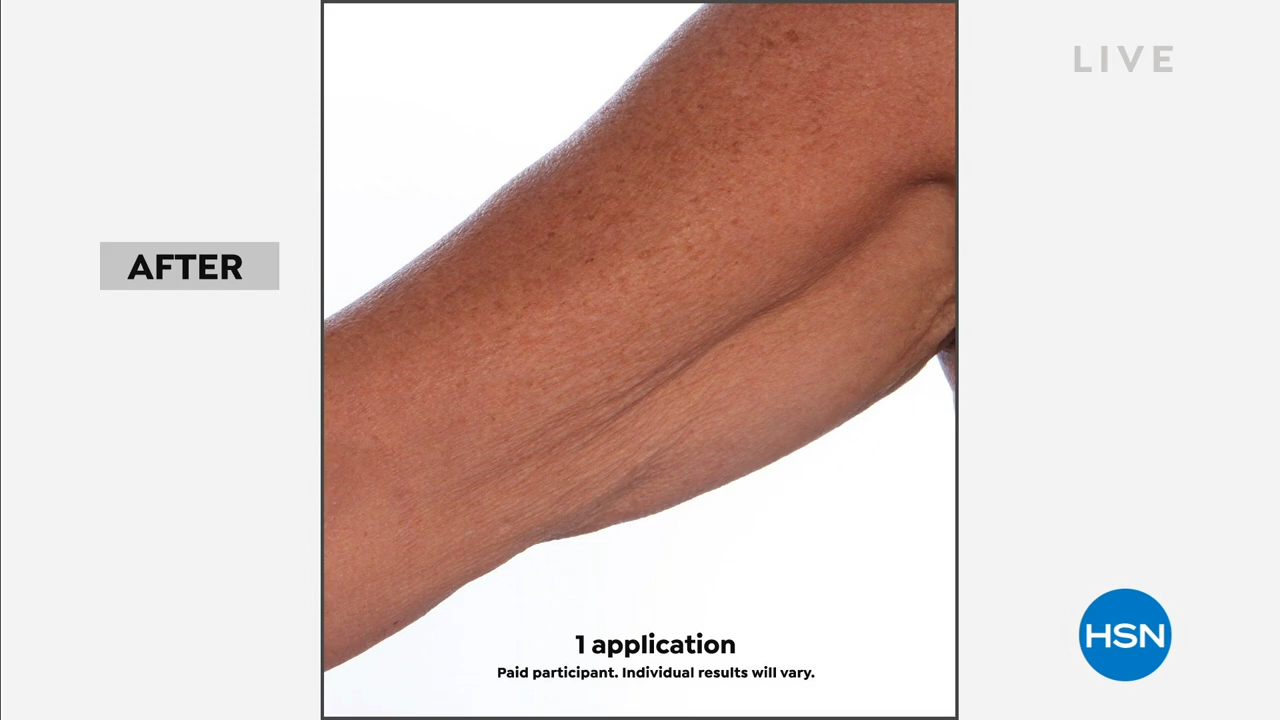 LIVE
AFTER
1 application
Paid participant. Individual results will vary.
HSN